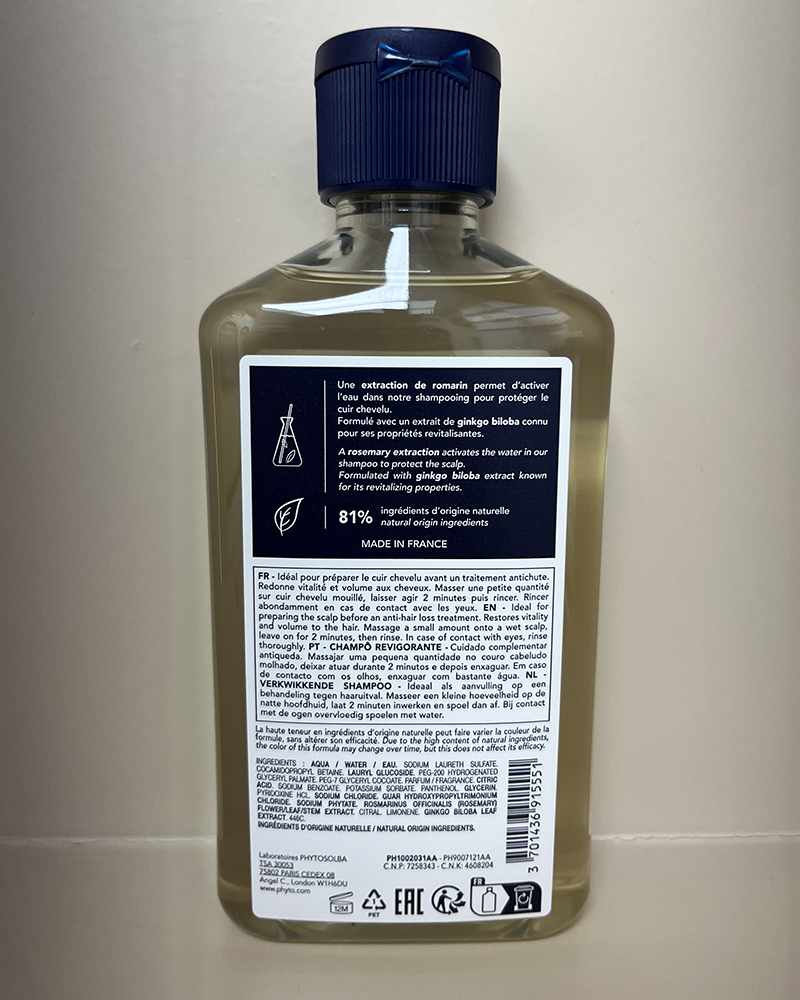 Une extraction de romarin permet d'activer
l'eau dans notre shampooing pour protéger le
cuir chevelu.
Formulé avec un extrait de ginkgo biloba connu
pour ses propriétés revitalisantes.
A rosemary extraction activates the water in our
shampoo to protect the scalp.
Formulated with ginkgo biloba extract known
for its revitalizing properties.
81% ingrédients d'origine naturelle
natural origin ingredients
MADE IN FRANCE
FR - Idéal pour préparer le cuir chevelu avant un traitement antichute.
Redonne vitalité et volume aux cheveux. Masser une petite quantité
sur cuir chevelu mouillé, laisser agir 2 minutes puis rincer. Rincer
abondamment en cas de contact avec les yeux. EN - Ideal for
preparing the scalp before an anti-hair loss treatment. Restores vitality
and volume to the hair. Massage a small amount onto a wet scalp,
leave on for 2 minutes, then rinse. In case of contact with eyes, rinse
thoroughly. PT - CHAMPÔ REVIGORANTE - Cuidado complementar
antiqueda. Massajar uma pequena quantidade no couro cabeludo
molhado, deixar atuar durante 2 minutos e depois enxaguar. Em caso
de contacto com os olhos, enxaguar com bastante água. NL -
VERKWIKKENDE SHAMPOO - Ideaal als aanvulling op een
behandeling tegen haaruitval. Masseer een kleine hoeveelheid op de
natte hoofdhuid, laat 2 minuten inwerken en spoel dan af. Bij contact
met de ogen overvloedig spoelen met water.
La haute teneur en ingrédients d'origine naturelle peut faire varier la couleur de la
formule, sans altérer son efficacité. Due to the high content of natural ingredients,
the color of this formula may change over time, but this does not affect its efficacy.
INGREDIENTS : AQUA / WATER / EAU. SODIUM LAURETH SULFATE.
COCAMIDOPROPYL BETAINE. LAURYL GLUCOSIDE. PEG-200 HYDROGENATED
GLYCERYL PALMATE. PEG-7 GLYCERYL COCOATE. PARFUM / FRAGRANCE. CITRIC
ACID. SODIUM BENZOATE. POTASSIUM SORBATE. PANTHENOL. GLYCERIN.
PYRIDOXINE HCL. SODIUM CHLORIDE. GUAR HYDROXYPROPYLTRIMONIUM
CHLORIDE. SODIUM PHYTATE. ROSMARINUS OFFICINALIS (ROSEMARY)
FLOWER/LEAF/STEM EXTRACT. CITRAL. LIMONENE. GINKGO BILOBA LEAF
EXTRACT. 446C.
INGRÉDIENTS D'ORIGINE NATURELLE / NATURAL ORIGIN INGREDIENTS.
3 701436 915551
Laboratoires PHYTOSOLBA
TSA 30053
75802 PARIS CEDEX 08
Angel C., London W1H6DU
www.phyto.com
PH1002031AA - PH9007121AA
C.N.P: 7258343 - C.N.K: 4608204
12M
1
PET
EAC
FR